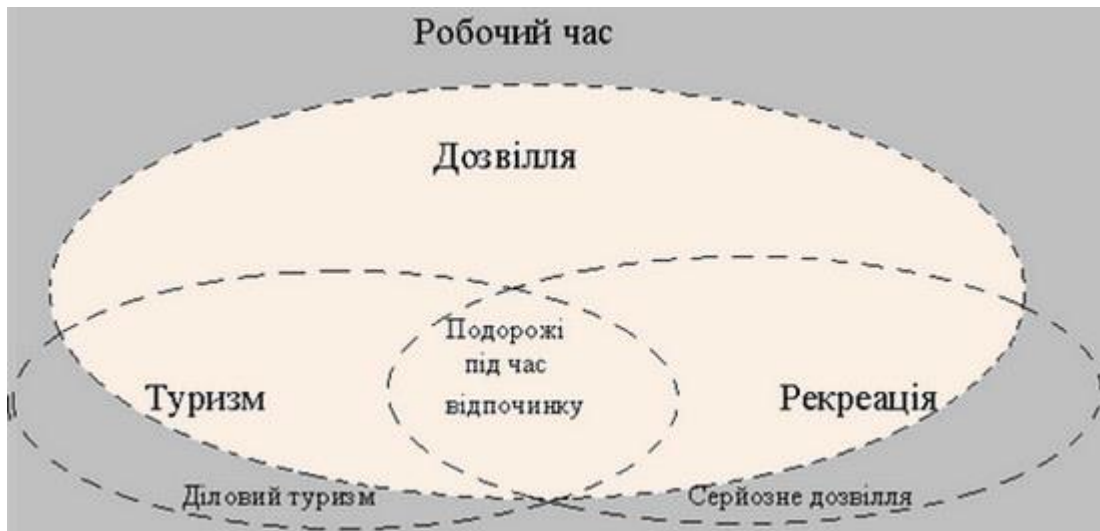 Робочий час
Дозвілля
Подорожі
під час
відпочинку
Туризм
Рекреація
Діловий туризм
Серйозне дозвілля